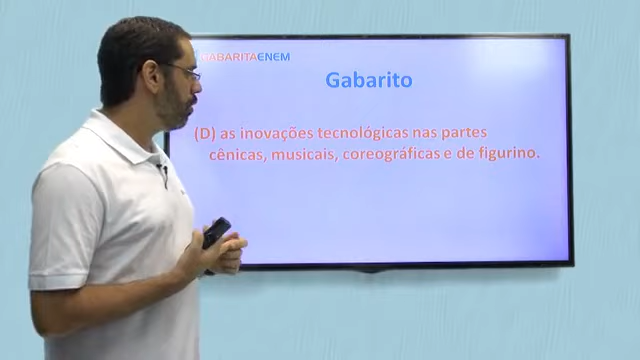 GABARITAENEM
Gabarito
(D) as inovações tecnológicas nas partes
cênicas, musicais, coreográficas e de figurino.